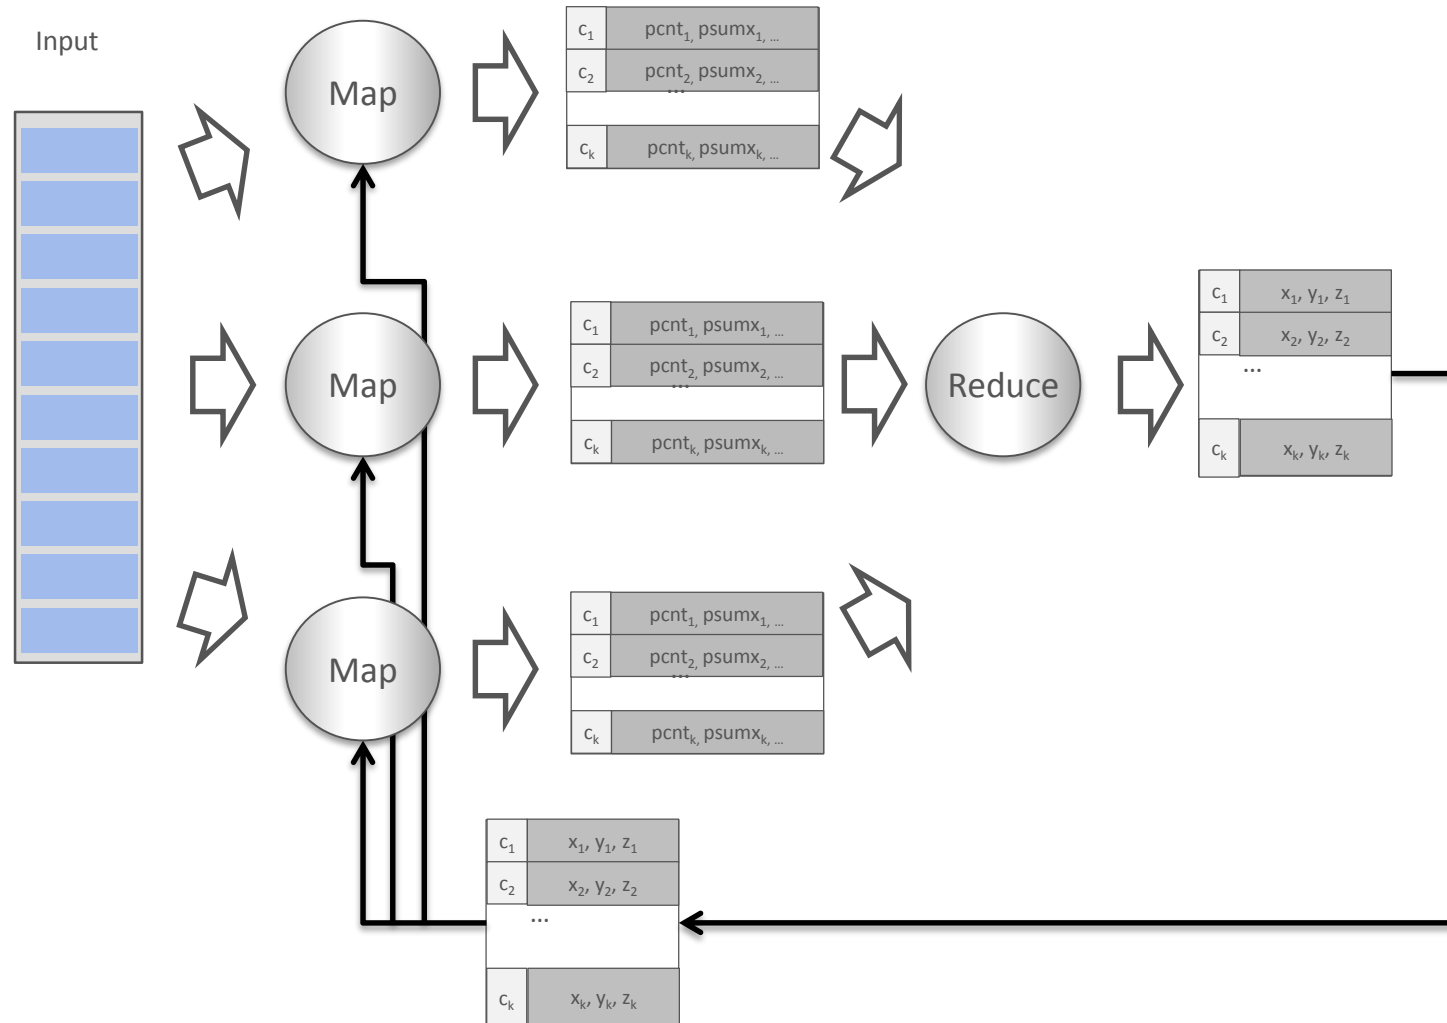 Input
Map
c1 pcnt1, psumx1, ...
c2 pcnt2, psumx2, ...
...
ck pcntk, psumxk, ...
Map
c1 pcnt1, psumx1, ...
c2 pcnt2, psumx2, ...
...
ck pcntk, psumxk, ...
Reduce
c1 x1, y1, z1
c2 x2, y2, z2
...
ck xk, yk, zk
Map
c1 pcnt1, psumx1, ...
c2 pcnt2, psumx2, ...
...
ck pcntk, psumxk, ...
c1 x1, y1, z1
c2 x2, y2, z2
...
ck xk, yk, zk